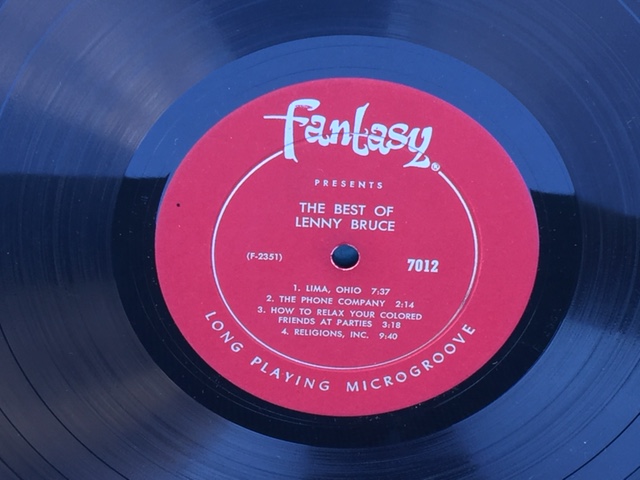 fantasy®
PRESENTS
THE BEST OF
LENNY BRUCE
(F-2351)
7012
1. LIMA, OHIO 7:37
2. THE PHONE COMPANY 2:14
3. HOW TO RELAX YOUR COLORED
FRIENDS AT PARTIES 3:18
4. RELIGIONS, INC. 9:40
LONG PLAYING MICROGROOVE